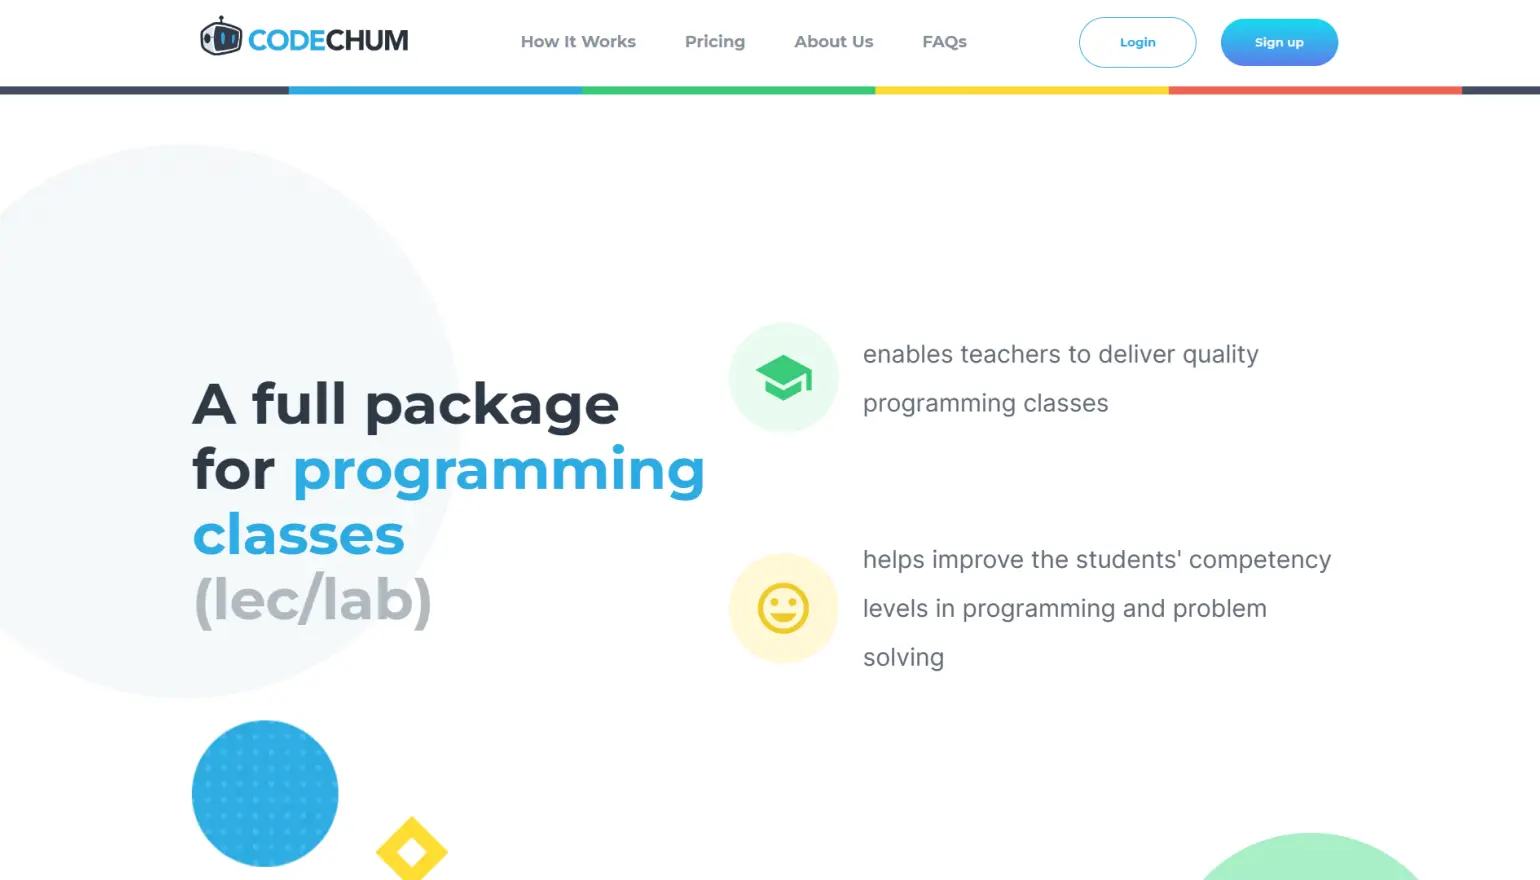 CODECHUM
How It Works
Pricing
About Us
FAQs
Login
Sign up
A full package
for programming
classes
(lec/lab)
enables teachers to deliver quality
programming classes
helps improve the students' competency
levels in programming and problem
solving